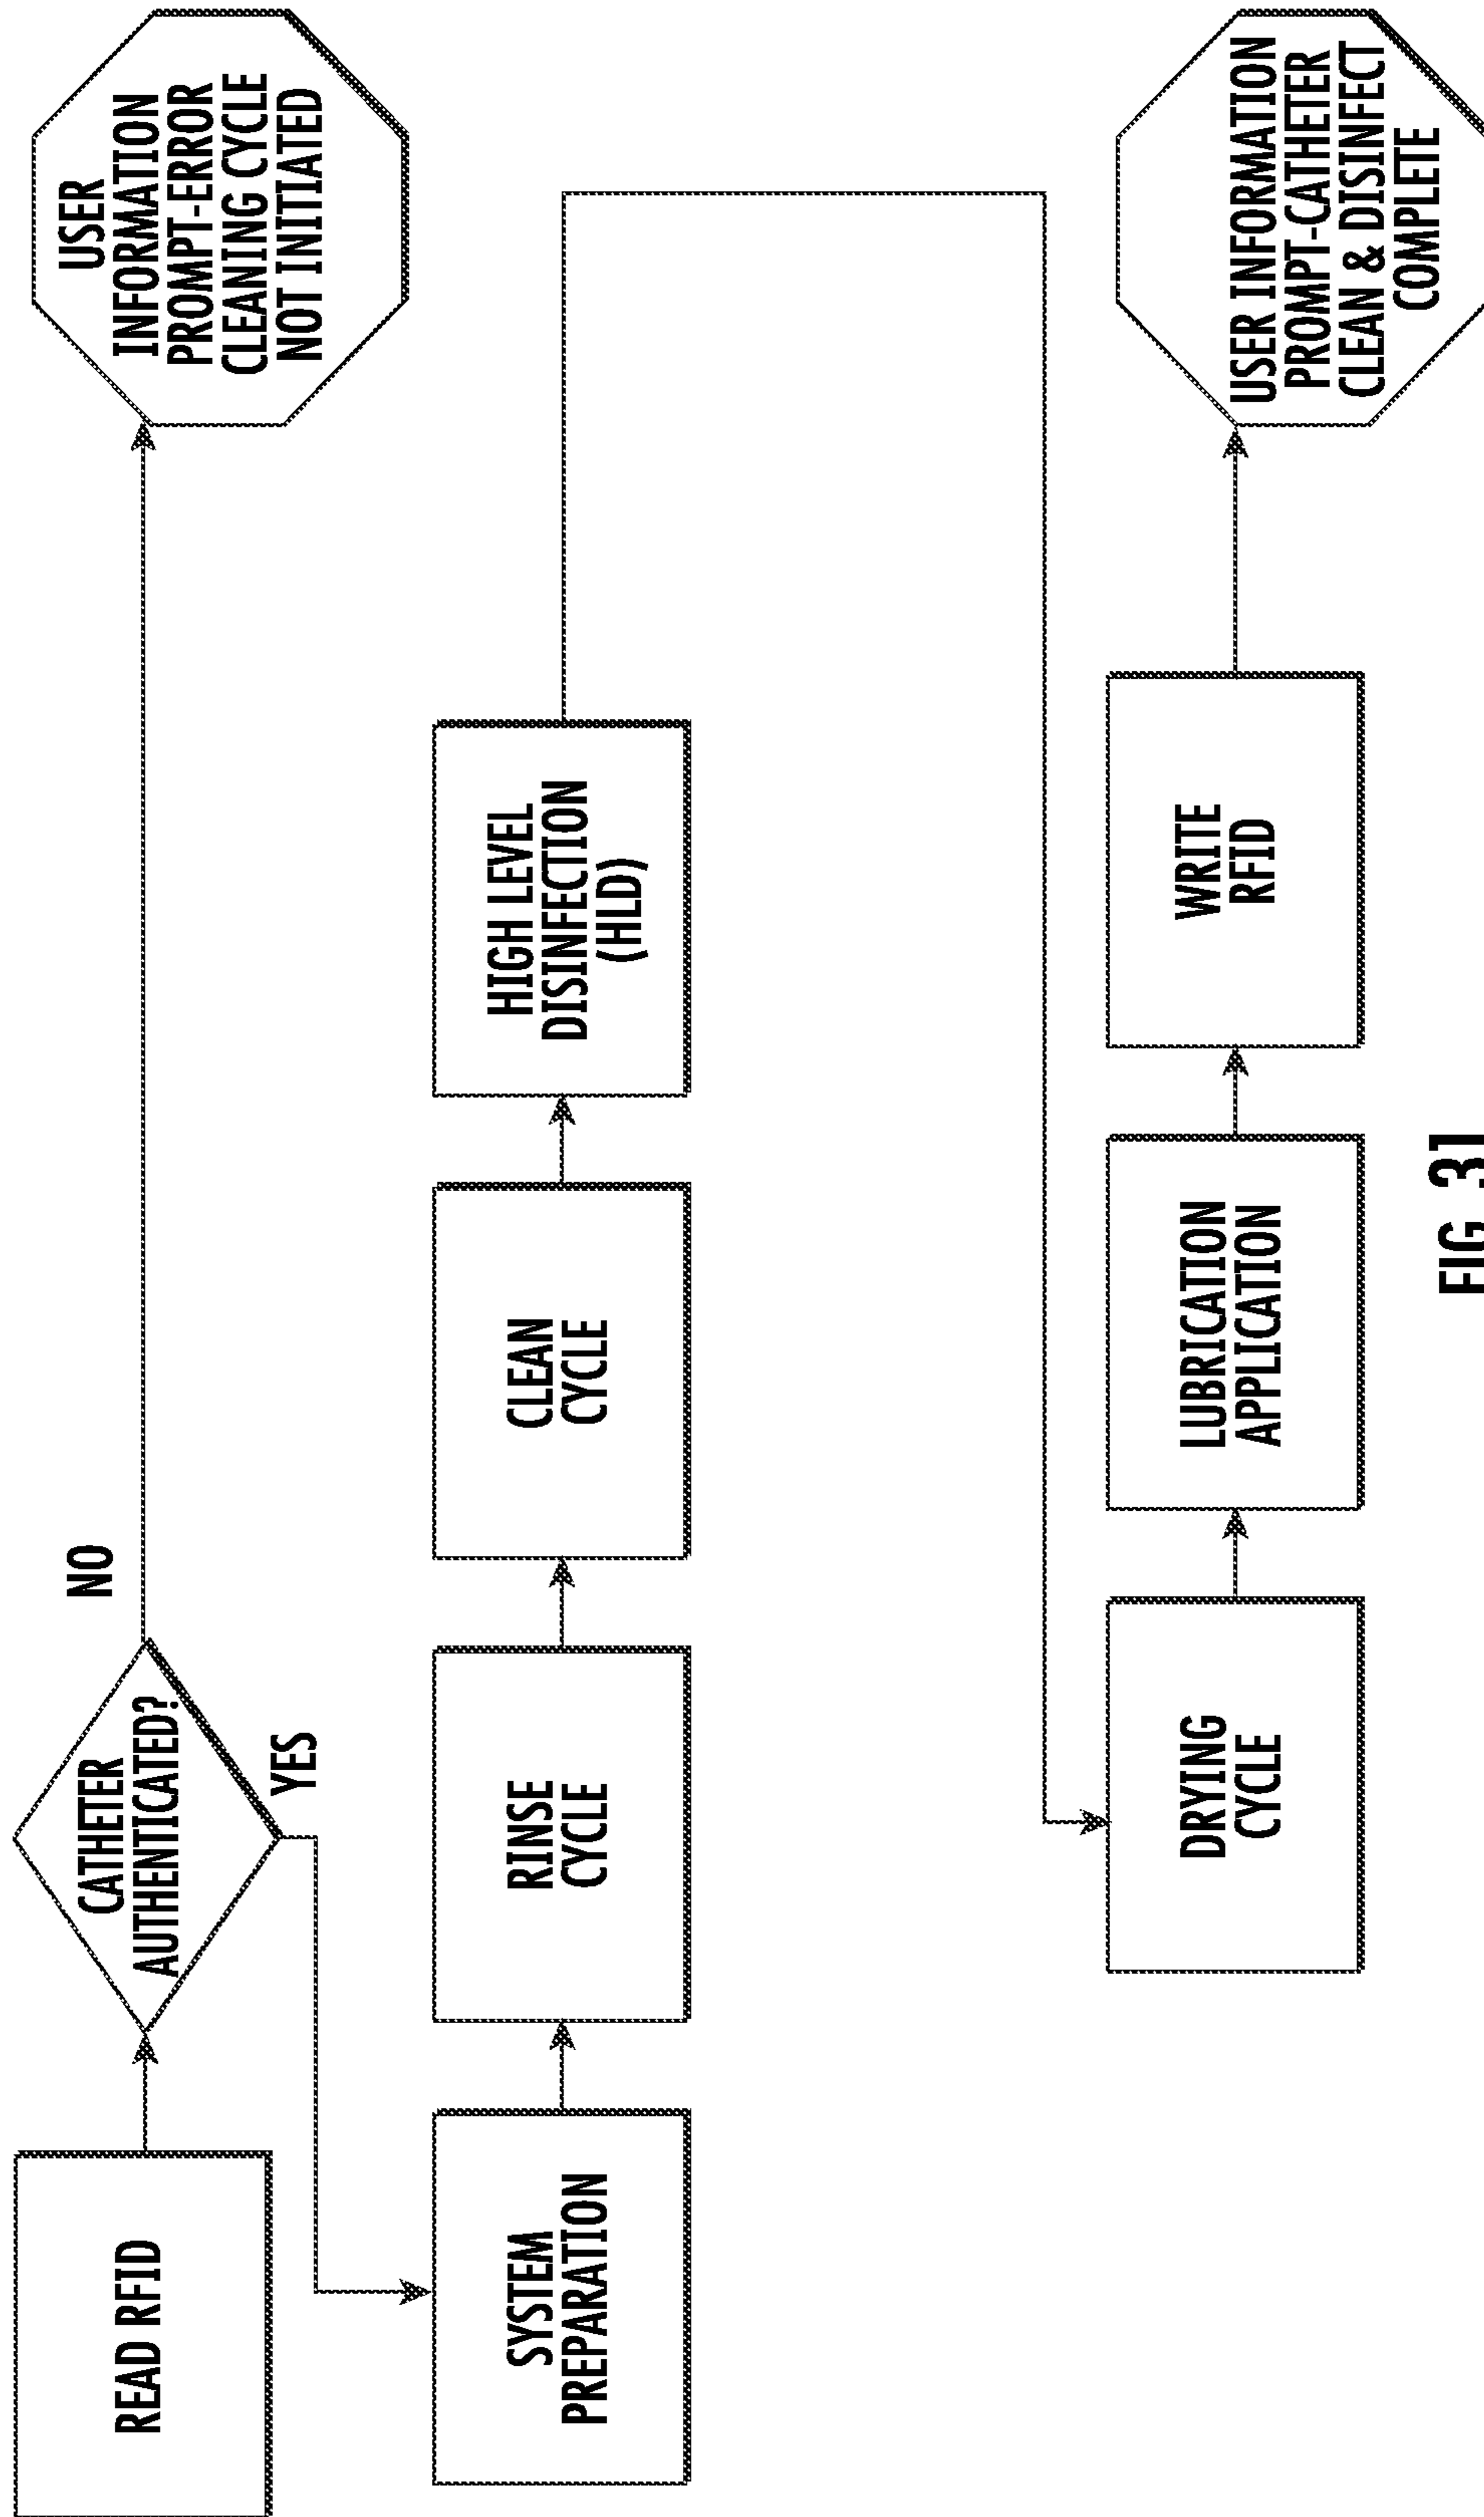 READ RFID
CATHETER
AUTHENTICATED?
NO
YES
USER
INFORMATION
PROMPT-ERROR
CLEANING CYCLE
NOT INITIATED
SYSTEM
PREPARATION
RINSE
CYCLE
CLEAN
CYCLE
HIGH LEVEL
DISINFECTION
(HLD)
DRYING
CYCLE
LUBRICATION
APPLICATION
WRITE
RFID
USER INFORMATION
PROMPT-CATHETER
CLEAN & DISINFECT
COMPLETE
FIG. 31